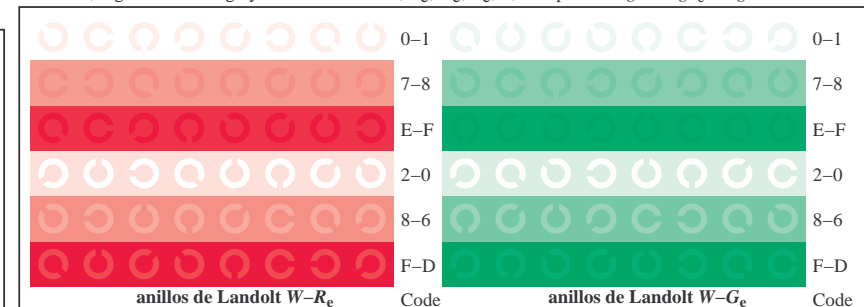 0–1 0–1
7–8 7–8
E–F E–F
2–0 2–0
8–6 8–6
F–D F–D
anillos de Landolt W–Re Code anillos de Landolt W–Ge Code